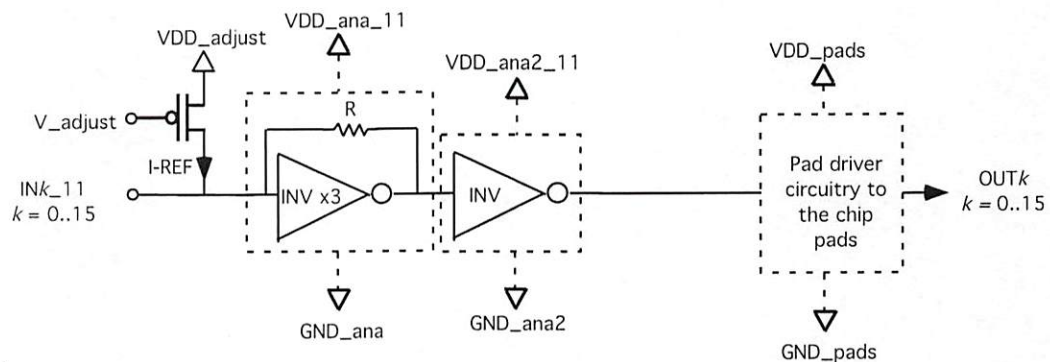 VDD_ana_11
VDD_adjust
VDD_ana2_11
VDD_pads
R
V_adjust
I-REF
INk_11
k = 0..15
INV x3
INV
Pad driver
circuitry to
the chip
pads
OUTk
k = 0..15
GND_ana
GND_ana2
GND_pads